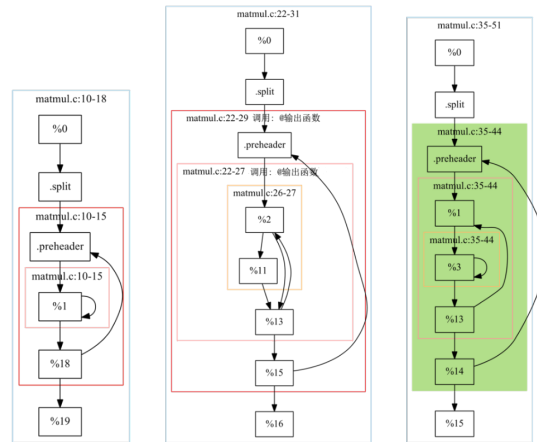 matmul.c:10-18
%0
.split
matmul.c:10-15
.preheader
matmul.c:10-15
%1
%18
%19
matmul.c:22-31
%0
.split
matmul.c:22-29 调用: @输出函数
.preheader
matmul.c:22-27 调用: @输出函数
matmul.c:26-27
%2
%11
%13
%15
%16
matmul.c:35-51
%0
.split
matmul.c:35-44
.preheader
matmul.c:35-44
%1
matmul.c:35-44
%3
%13
%14
%15